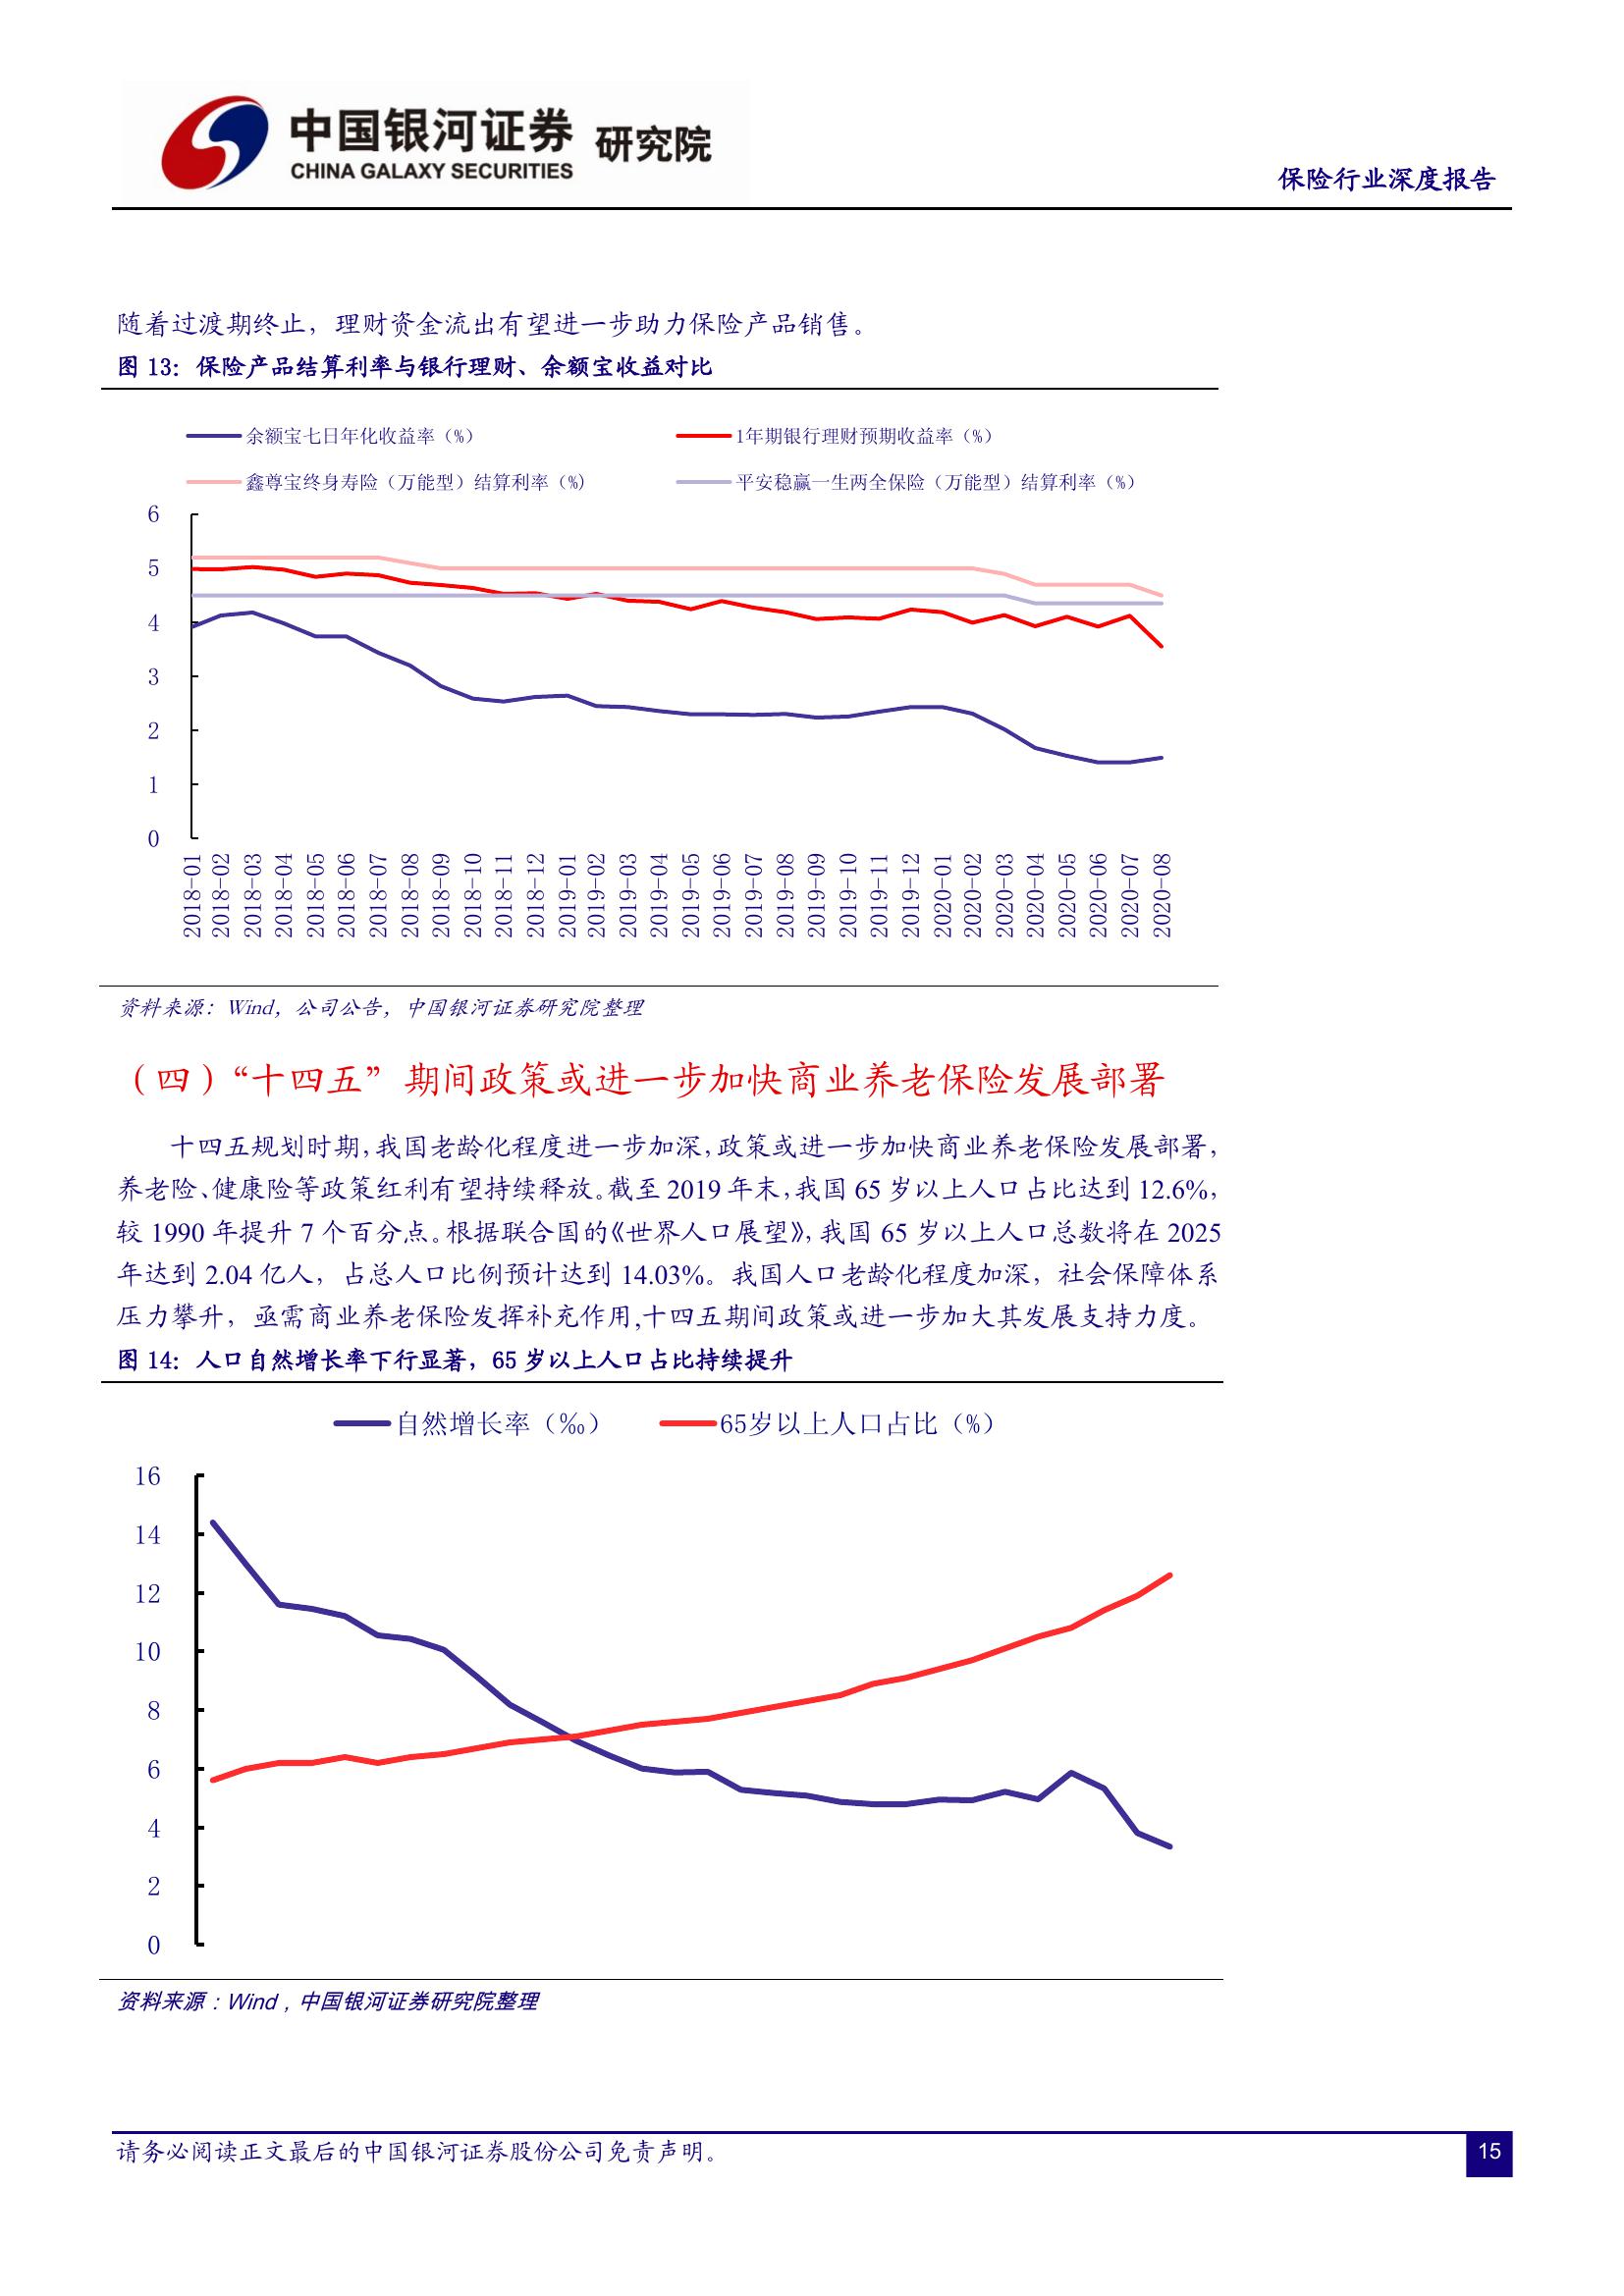 中国银河证券 研究院
CHINA GALAXY SECURITIES
保险行业深度报告
随着过渡期终止，理财资金流出有望进一步助力保险产品销售。
图 13：保险产品结算利率与银行理财、余额宝收益对比
余额宝七日年化收益率（%） 1年期银行理财预期收益率（%）
鑫尊宝终身寿险（万能型）结算利率（%） 平安稳赢一生两全保险（万能型）结算利率（%）
6
5
4
3
2
1
0
2018-01 2018-02 2018-03 2018-04 2018-05 2018-06 2018-07 2018-08 2018-09 2018-10 2018-11 2018-12 2019-01 2019-02 2019-03 2019-04 2019-05 2019-06 2019-07 2019-08 2019-09 2019-10 2019-11 2019-12 2020-01 2020-02 2020-03 2020-04 2020-05 2020-06 2020-07 2020-08
资料来源：Wind，公司公告，中国银河证券研究院整理
（四）“十四五” 期间政策或进一步加快商业养老保险发展部署
十四五规划时期，我国老龄化程度进一步加深，政策或进一步加快商业养老保险发展部署，
养老险、健康险等政策红利有望持续释放。截至 2019 年末，我国 65 岁以上人口占比达到 12.6%，
较 1990 年提升 7 个百分点。根据联合国的《世界人口展望》，我国 65 岁以上人口总数将在 2025
年达到 2.04 亿人，占总人口比例预计达到 14.03%。我国人口老龄化程度加深，社会保障体系
压力攀升，亟需商业养老保险发挥补充作用,十四五期间政策或进一步加大其发展支持力度。
图 14：人口自然增长率下行显著，65 岁以上人口占比持续提升
自然增长率（‰） 65岁以上人口占比（%）
16
14
12
10
8
6
4
2
0
资料来源：Wind，中国银河证券研究院整理
请务必阅读正文最后的中国银河证券股份公司免责声明。
15